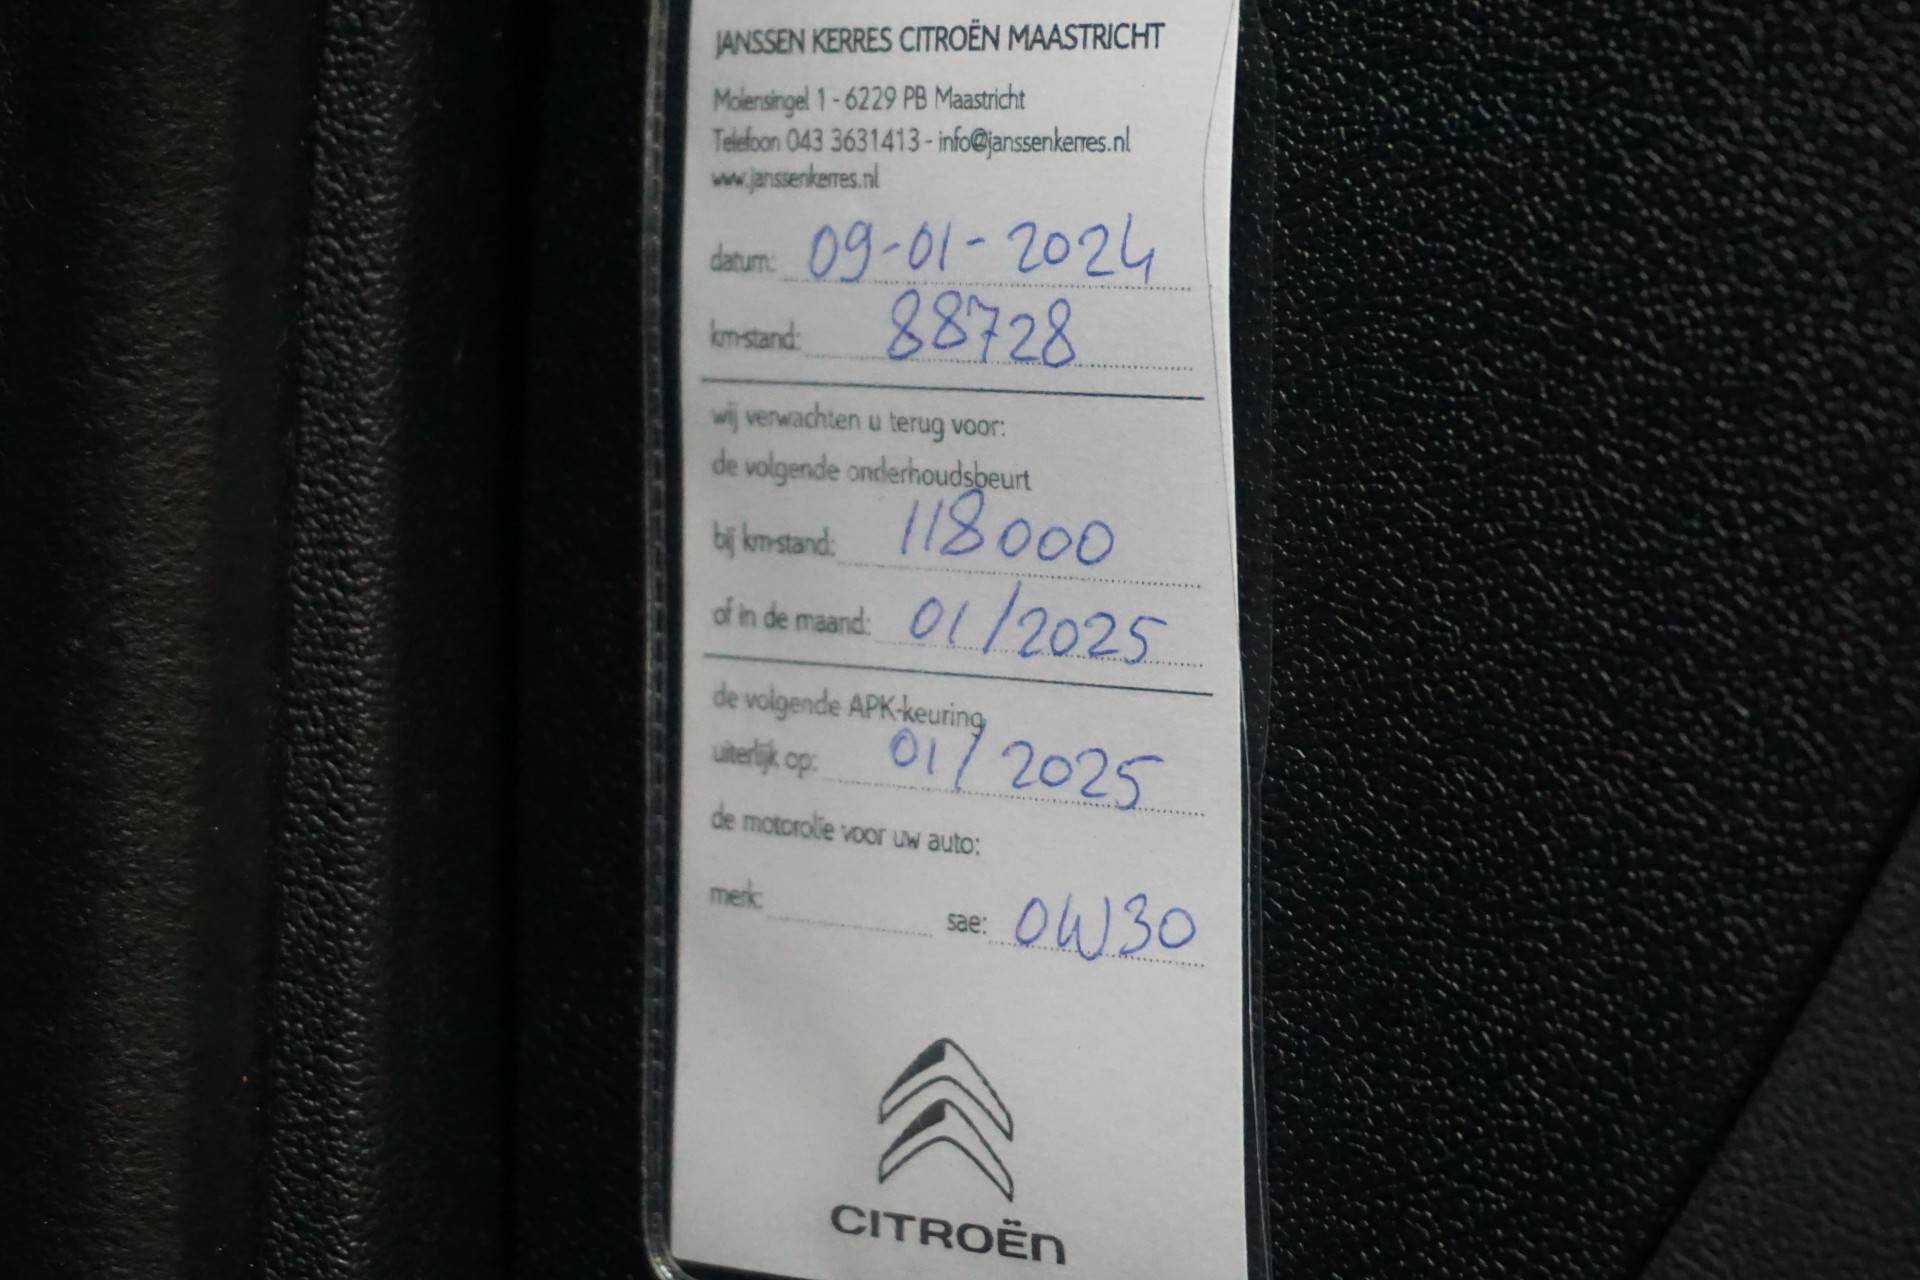 JANSSEN KERRES CITROËN MAASTRICHT
Molensingel 1 - 6229 PB Maastricht
Telefoon 043 3631413 - info@janssenkerres.nl
www.janssenkerres.nl
datum: 09-01-2024
km-stand: 88728
wij verwachten u terug voor:
de volgende onderhoudsbeurt
bij km-stand: 118000
of in de maand: 01/2025
de volgende APK-keuring
uiterlijk op: 01/2025
de motorolie voor uw auto:
merk: sae: 0W30
CITROËN